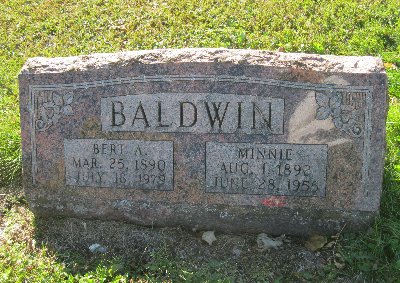 BALDWIN
BERT A.
MAR. 25, 1890
JULY 18, 1979
MINNIE
AUG. 1, 1892
JUNE 28, 1955